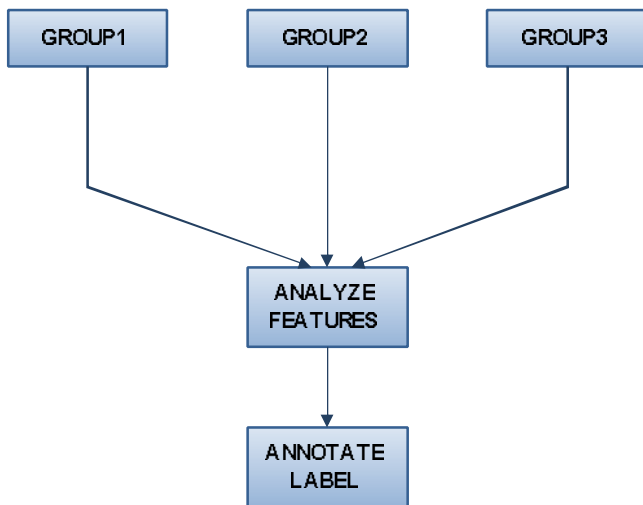 GROUP1
GROUP2
GROUP3
ANALYZE
FEATURES
ANNOTATE
LABEL